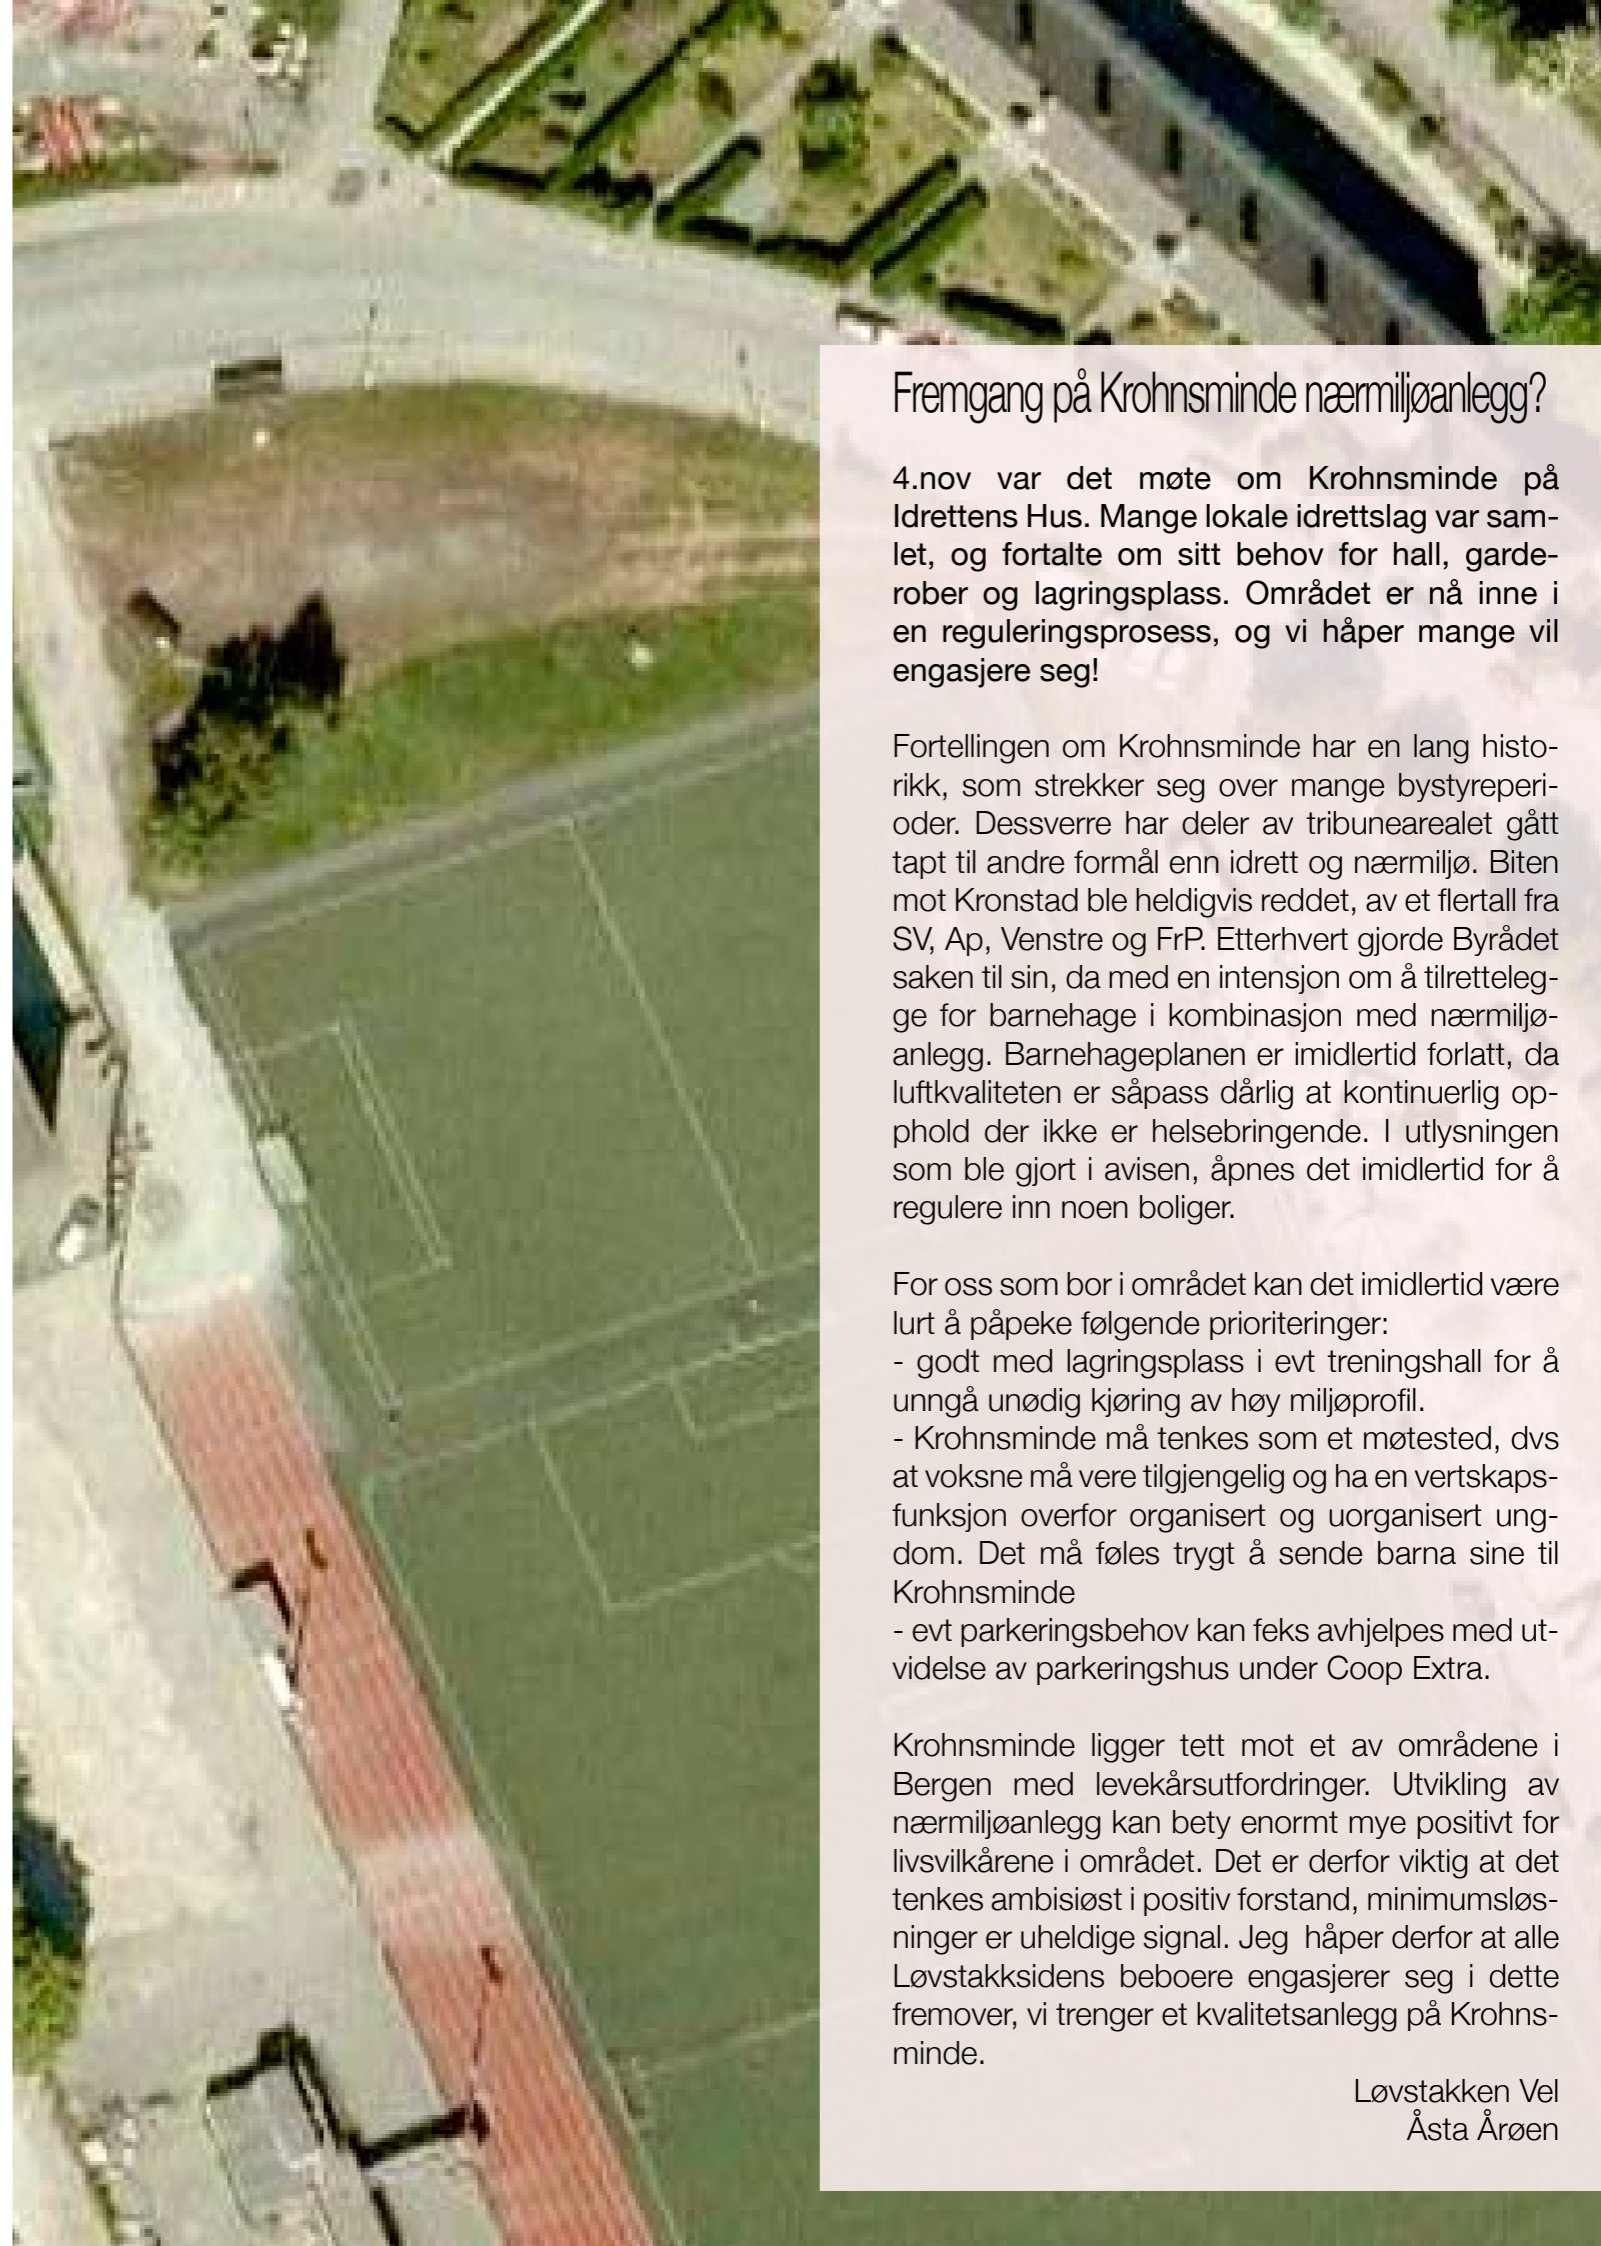 Fremgang på Krohnsminde nærmiljøanlegg?
4.nov var det møte om Krohnsminde på
Idrettens Hus. Mange lokale idrettslag var sam-
let, og fortalte om sitt behov for hall, garde-
rober og lagringsplass. Området er nå inne i
en reguleringsprosess, og vi håper mange vil
engasjere seg!
Fortellingen om Krohnsminde har en lang histo-
rikk, som strekker seg over mange bystyreperi-
oder. Dessverre har deler av tribunearealet gått
tapt til andre formål enn idrett og nærmiljø. Biten
mot Kronstad ble heldigvis reddet, av et flertall fra
SV, Ap, Venstre og FrP. Etterhvert gjorde Byrådet
saken til sin, da med en intensjon om å tilretteleg-
ge for barnehage i kombinasjon med nærmiljø-
anlegg. Barnehageplanen er imidlertid forlatt, da
luftkvaliteten er såpass dårlig at kontinuerlig op-
phold der ikke er helsebringende. I utlysningen
som ble gjort i avisen, åpnes det imidlertid for å
regulere inn noen boliger.
For oss som bor i området kan det imidlertid være
lurt å påpeke følgende prioriteringer:
- godt med lagringsplass i evt treningshall for å
unngå unødig kjøring av høy miljøprofil.
- Krohnsminde må tenkes som et møtested, dvs
at voksne må vere tilgjengelig og ha en vertskaps-
funksjon overfor organisert og uorganisert ung-
dom. Det må føles trygt å sende barna sine til
Krohnsminde
- evt parkeringsbehov kan feks avhjelpes med ut-
videlse av parkeringshus under Coop Extra.
Krohnsminde ligger tett mot et av områdene i
Bergen med levekårsutfordringer. Utvikling av
nærmiljøanlegg kan bety enormt mye positivt for
livsvilkårene i området. Det er derfor viktig at det
tenkes ambisiøst i positiv forstand, minimumsløs-
ninger er uheldige signal. Jeg  håper derfor at alle
Løvstakksidens beboere engasjerer seg i dette
fremover, vi trenger et kvalitetsanlegg på Krohns-
minde.
Løvstakken Vel
Åsta Årøen